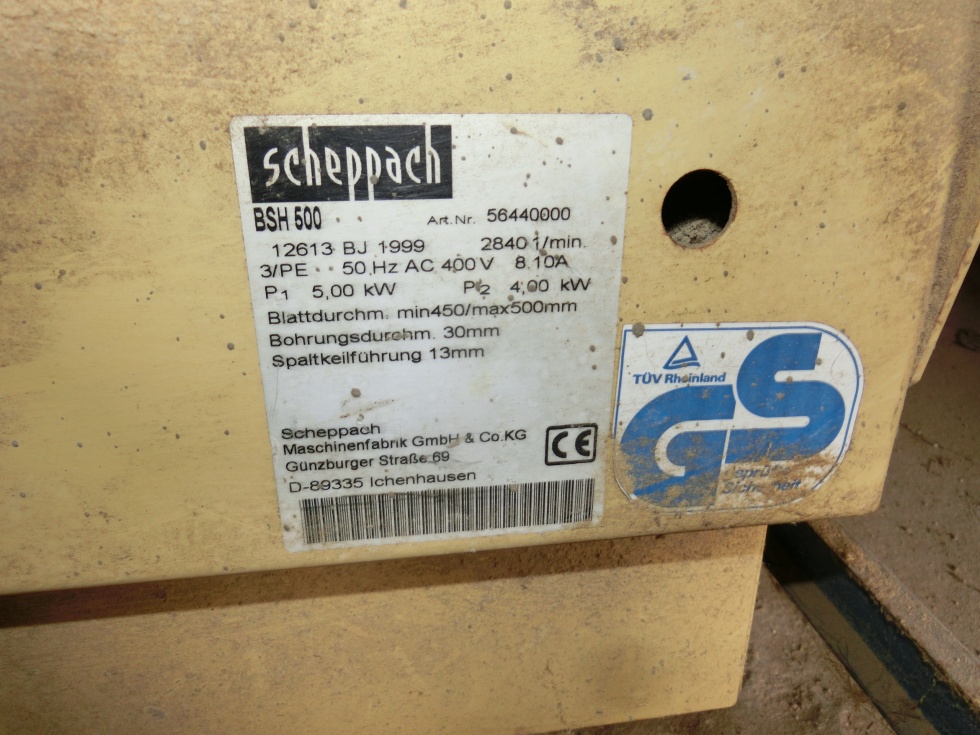 scheppach
BSH 500 Art.Nr. 56440000
12613 BJ 1999 2840 1/min.
3/PE 50 Hz AC 400 V 8.10A
P1 5,00 kW P2 4,00 kW
Blattdurchm. min450/max500mm
Bohrungsdurchm. 30mm
Spaltkeilführung 13mm
Scheppach
Maschinenfabrik GmbH & Co.KG
Günzburger Straße 69
D-89335 Ichenhausen
CE
TÜV Rheinland
GS
geprüfte
Sicherheit